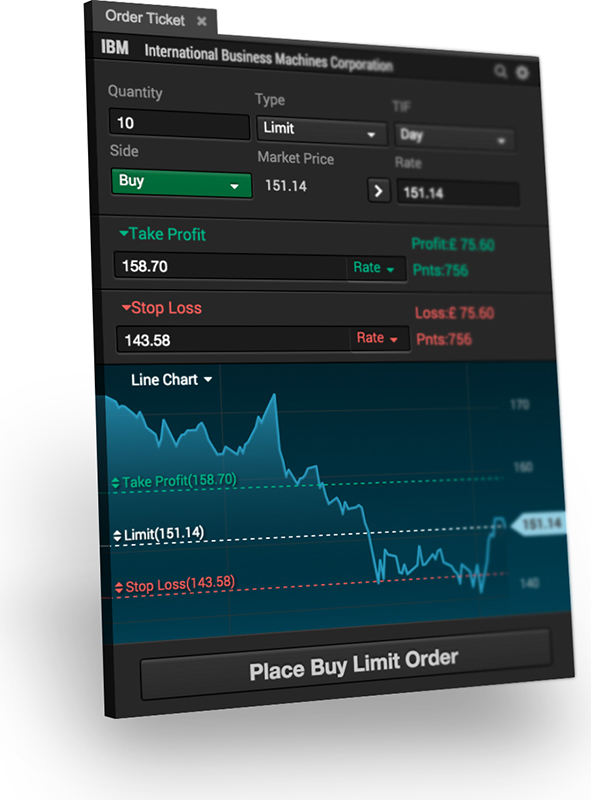 Order Ticket
IBM International Business Machines Corporation
Quantity Type TIF
10 Limit Day
Side Market Price Rate
Buy 151.14 151.14
Take Profit Profit:£ 75.60
158.70 Rate Pnts:756
Stop Loss Loss:£ 75.60
143.58 Rate Pnts:756
Line Chart
170
160
Take Profit(158.70)
151.14
Limit(151.14)
Stop Loss(143.58)
140
Place Buy Limit Order